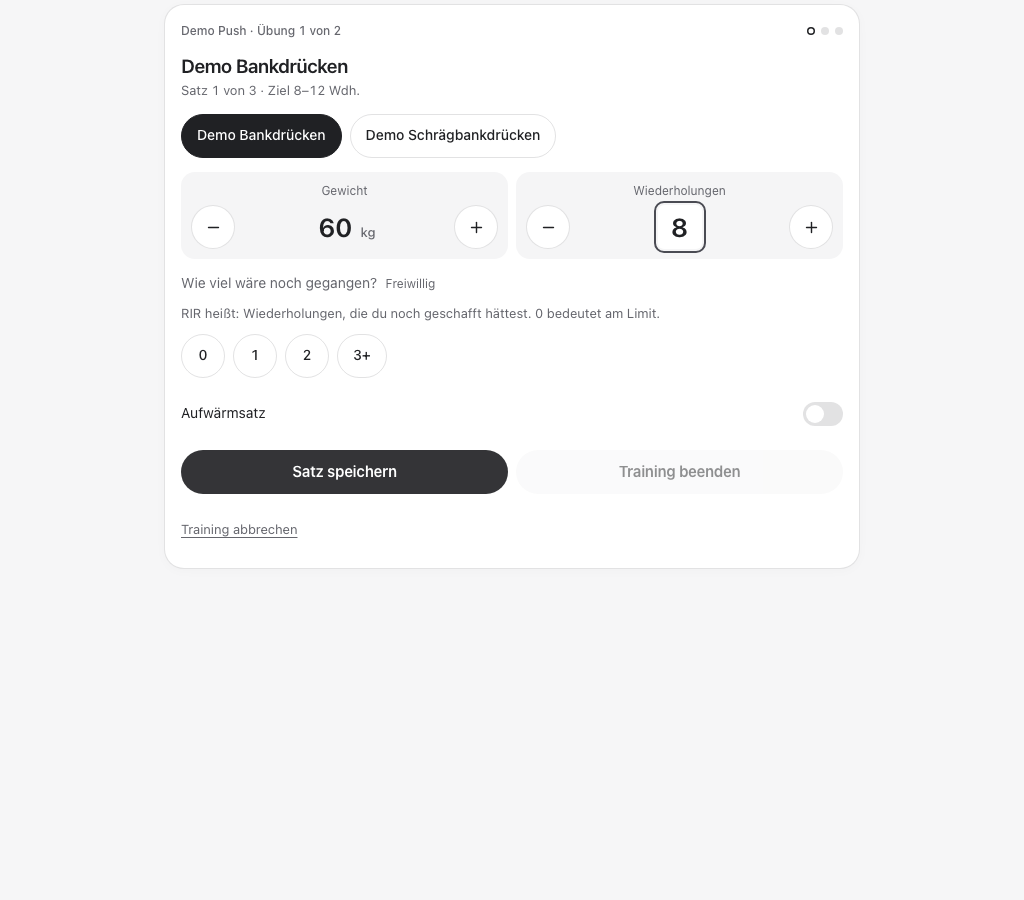 Demo Push · Übung 1 von 2
Demo Bankdrücken
Satz 1 von 3 · Ziel 8–12 Wdh.
Demo Bankdrücken Demo Schrägbankdrücken
Gewicht Wiederholungen
− 60 kg + − 8 +
Wie viel wäre noch gegangen? Freiwillig
RIR heißt: Wiederholungen, die du noch geschafft hättest. 0 bedeutet am Limit.
0 1 2 3+
Aufwärmsatz
Satz speichern Training beenden
Training abbrechen